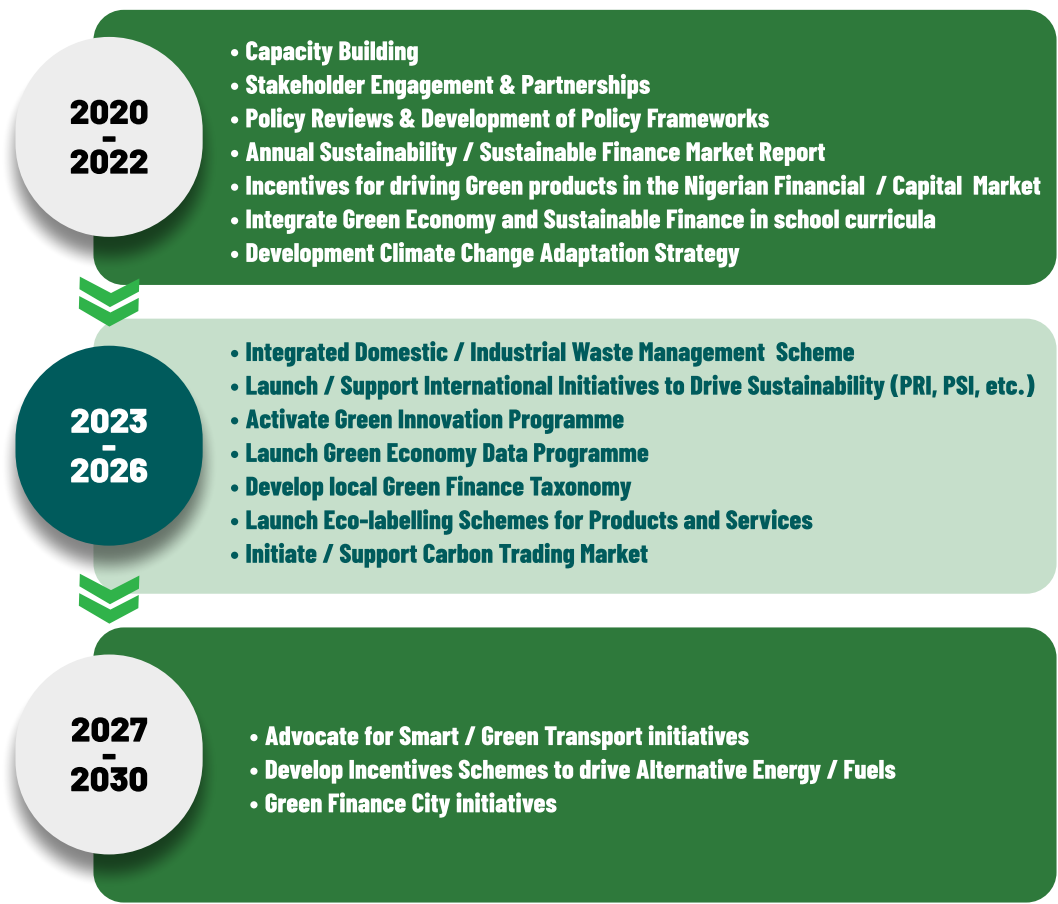 2020
–
2022
• Capacity Building
• Stakeholder Engagement & Partnerships
• Policy Reviews & Development of Policy Frameworks
• Annual Sustainability / Sustainable Finance Market Report
• Incentives for driving Green products in the Nigerian Financial / Capital Market
• Integrate Green Economy and Sustainable Finance in school curricula
• Development Climate Change Adaptation Strategy
2023
–
2026
• Integrated Domestic / Industrial Waste Management Scheme
• Launch / Support International Initiatives to Drive Sustainability (PRI, PSI, etc.)
• Activate Green Innovation Programme
• Launch Green Economy Data Programme
• Develop local Green Finance Taxonomy
• Launch Eco-labelling Schemes for Products and Services
• Initiate / Support Carbon Trading Market
2027
–
2030
• Advocate for Smart / Green Transport initiatives
• Develop Incentives Schemes to drive Alternative Energy / Fuels
• Green Finance City initiatives